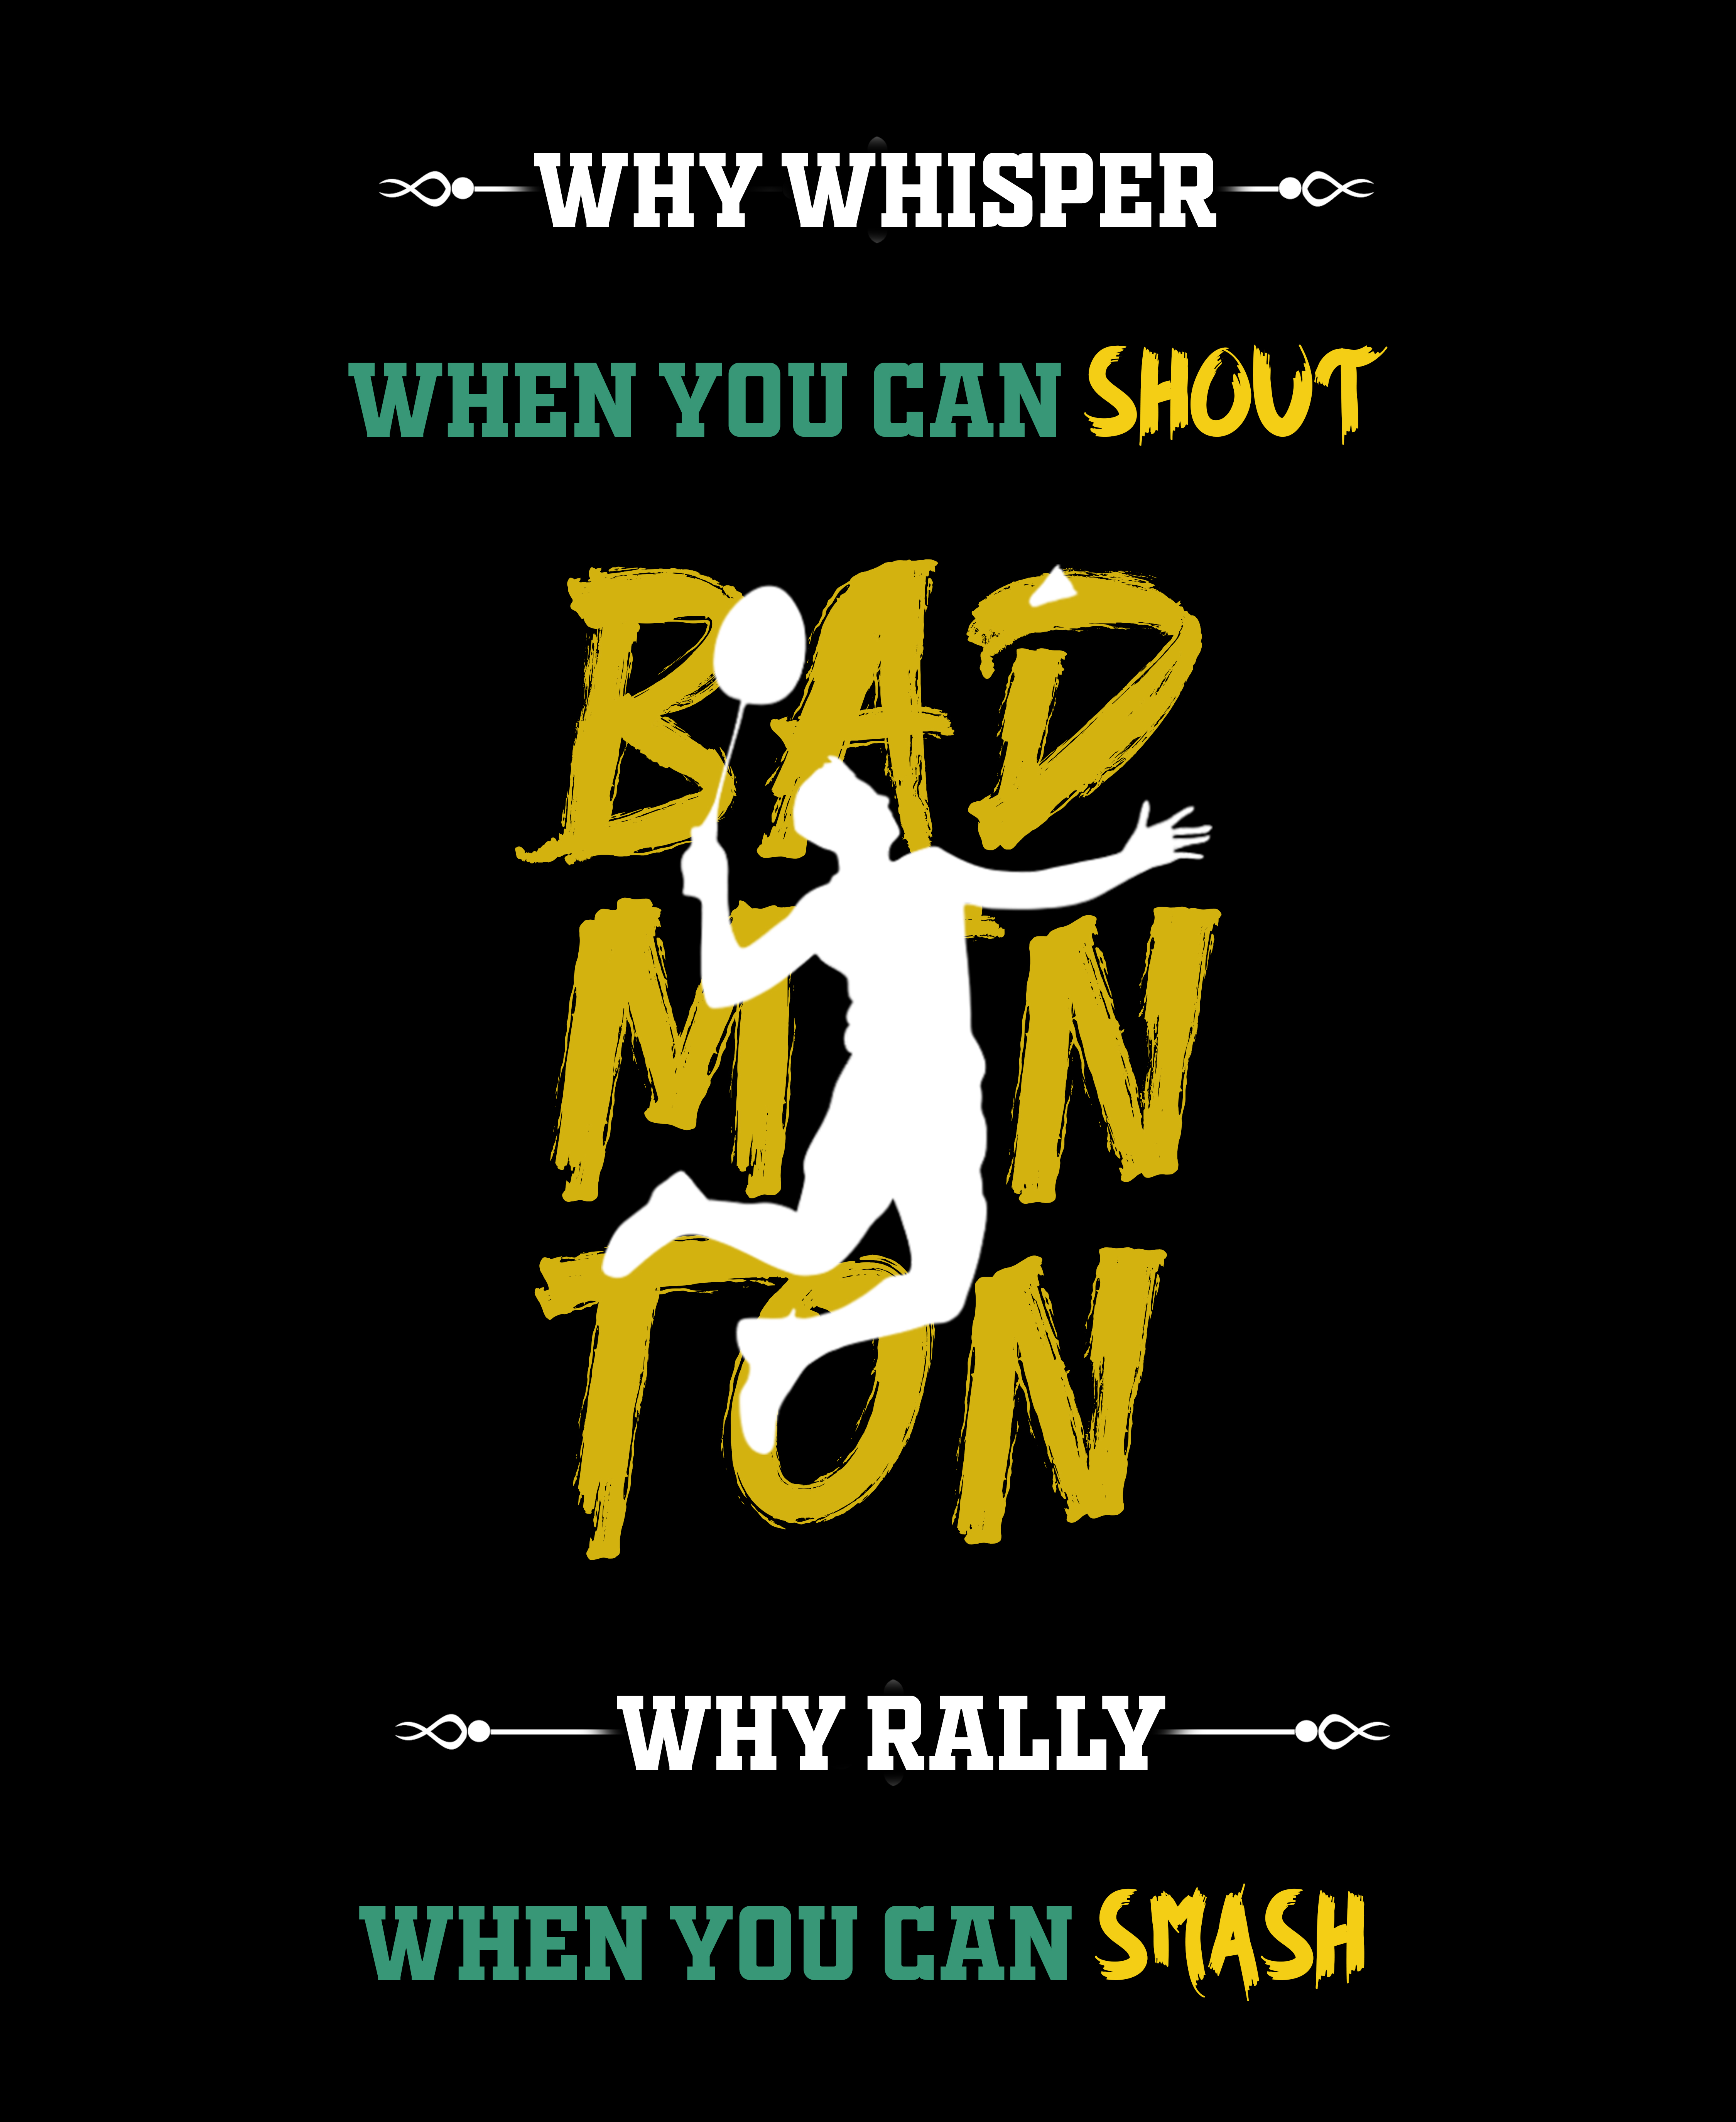 WHY WHISPER
WHEN YOU CAN SHOUT
BAD
MIN
TON
WHY RALLY
WHEN YOU CAN SMASH